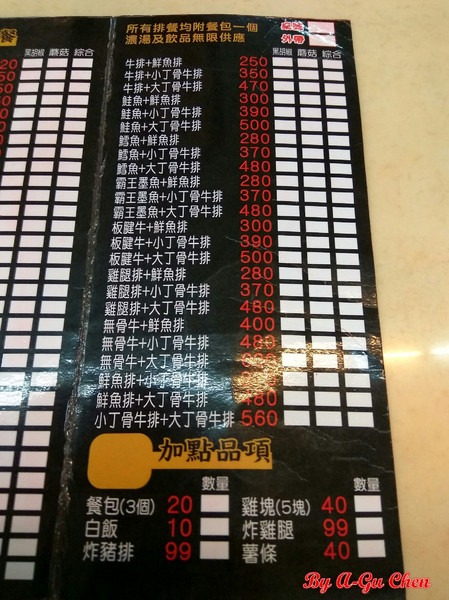 餐
黑胡椒 蘑菇 綜合
所有排餐均附餐包一個
濃湯及飲品無限供應
外帶
黑胡椒 蘑菇 綜合
牛排+鮮魚排 250
牛排+小丁骨牛排 350
牛排+大丁骨牛排 470
鮭魚+鮮魚排 300
鮭魚+小丁骨牛排 390
鮭魚+大丁骨牛排 500
鱈魚+鮮魚排 280
鱈魚+小丁骨牛排 370
鱈魚+大丁骨牛排 480
霸王墨魚+鮮魚排 280
霸王墨魚+小丁骨牛排 370
霸王墨魚+大丁骨牛排 480
板腱牛+鮮魚排 300
板腱牛+小丁骨牛排 390
板腱牛+大丁骨牛排 500
雞腿排+鮮魚排 280
雞腿排+小丁骨牛排 370
雞腿排+大丁骨牛排 480
無骨牛+鮮魚排 400
無骨牛+小丁骨牛排 480
無骨牛+大丁骨牛排
鮮魚排+小丁骨牛排
鮮魚排+大丁骨牛排 480
小丁骨牛排+大丁骨牛排 560
加點品項
數量 數量
餐包(3個) 20 雞塊(5塊) 40
白飯 10 炸雞腿 99
炸豬排 99 薯條 40
By A-Gu Chen